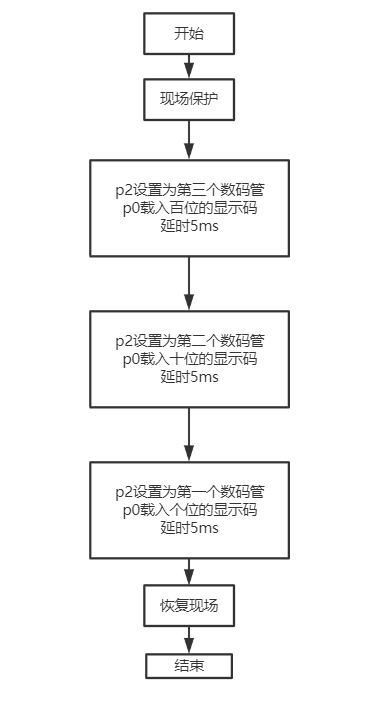 开始
现场保护
p2设置为第三个数码管
p0载入百位的显示码
延时5ms
p2设置为第二个数码管
p0载入十位的显示码
延时5ms
p2设置为第一个数码管
p0载入个位的显示码
延时5ms
恢复现场
结束